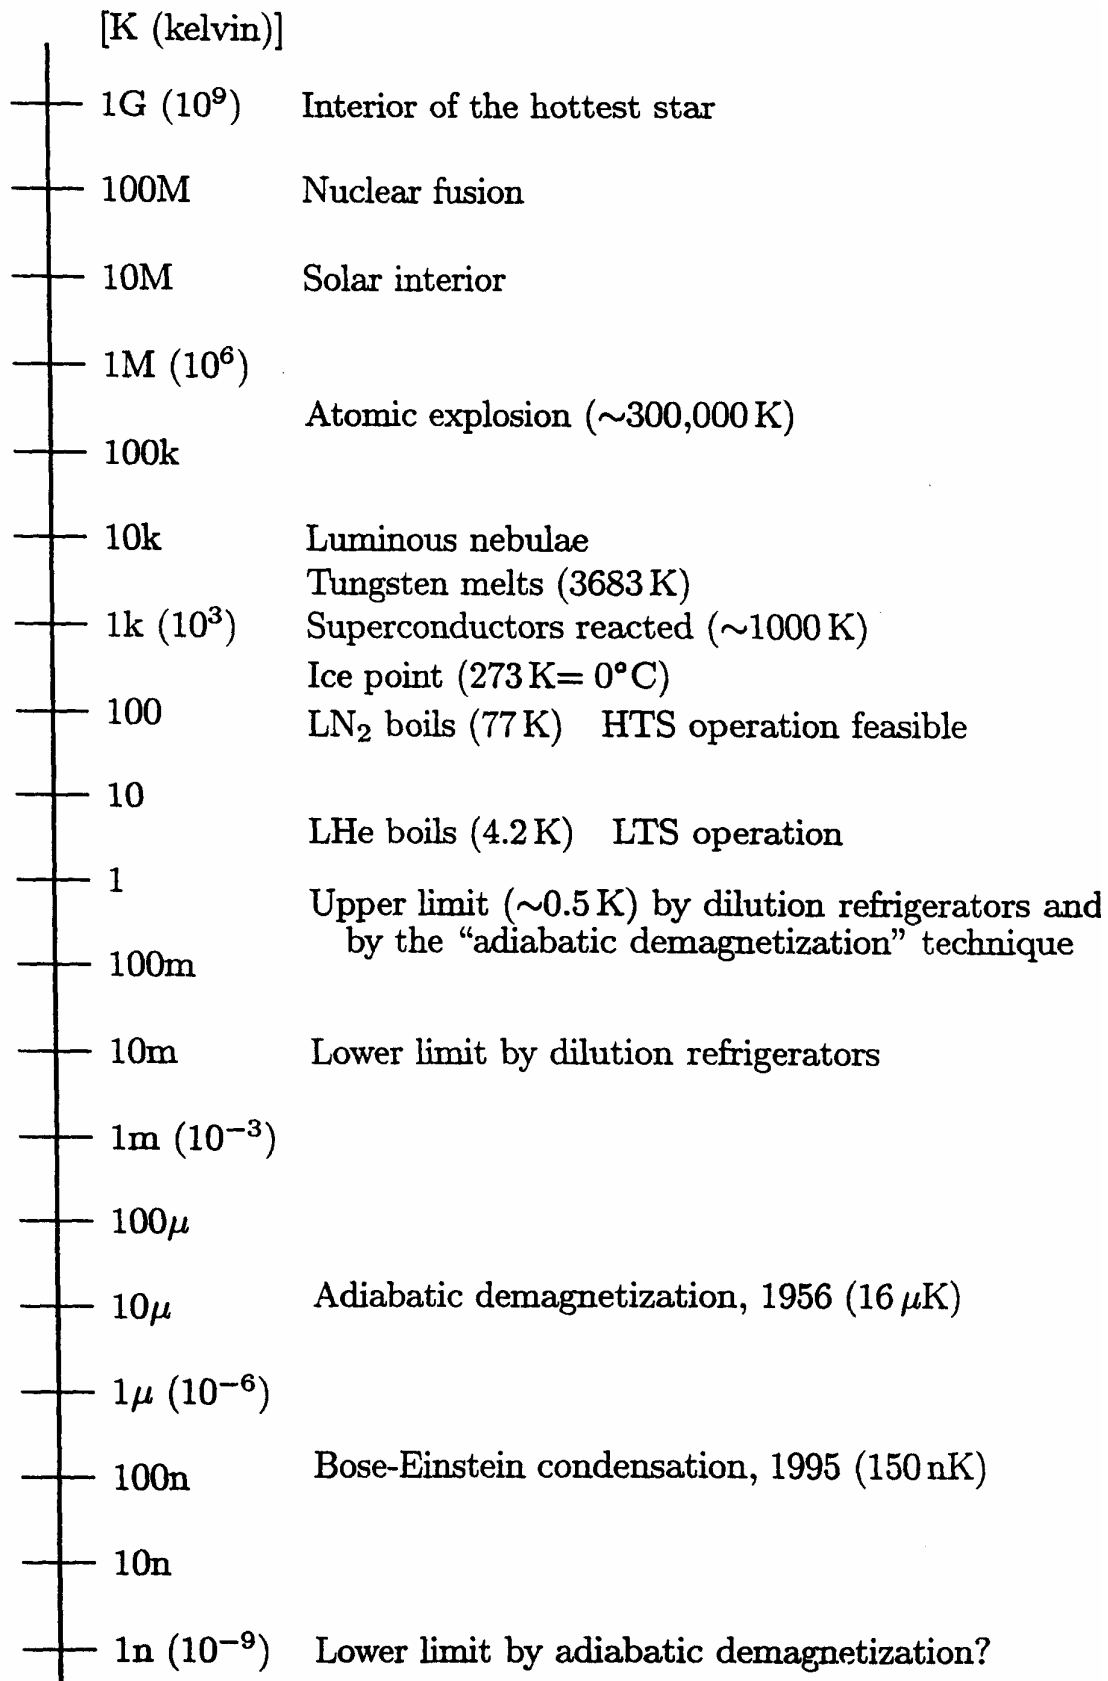 [K (kelvin)]
1G (10⁹) Interior of the hottest star
100M Nuclear fusion
10M Solar interior
1M (10⁶)
Atomic explosion (∼300,000 K)
100k
10k Luminous nebulae
Tungsten melts (3683 K)
1k (10³) Superconductors reacted (∼1000 K)
Ice point (273 K= 0°C)
100 LN₂ boils (77 K) HTS operation feasible
10
LHe boils (4.2 K) LTS operation
1
Upper limit (∼0.5 K) by dilution refrigerators and
by the “adiabatic demagnetization” technique
100m
10m Lower limit by dilution refrigerators
1m (10⁻³)
100μ
10μ Adiabatic demagnetization, 1956 (16 μK)
1μ (10⁻⁶)
100n Bose-Einstein condensation, 1995 (150 nK)
10n
1n (10⁻⁹) Lower limit by adiabatic demagnetization?